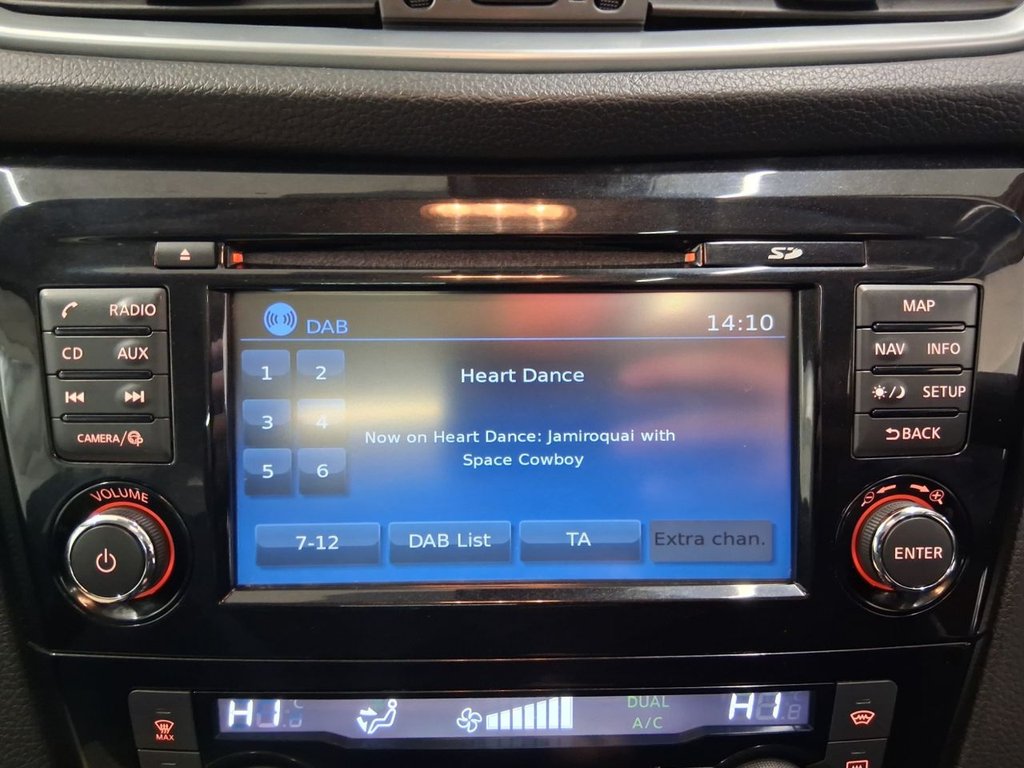 SD
RADIO
CD AUX
CAMERA/
VOLUME
DAB 14:10
1 2
3 4
5 6
Heart Dance
Now on Heart Dance: Jamiroquai with
Space Cowboy
7-12 DAB List TA Extra chan.
MAP
NAV INFO
SETUP
BACK
ENTER
MAX
HI
DUAL
A/C
HI